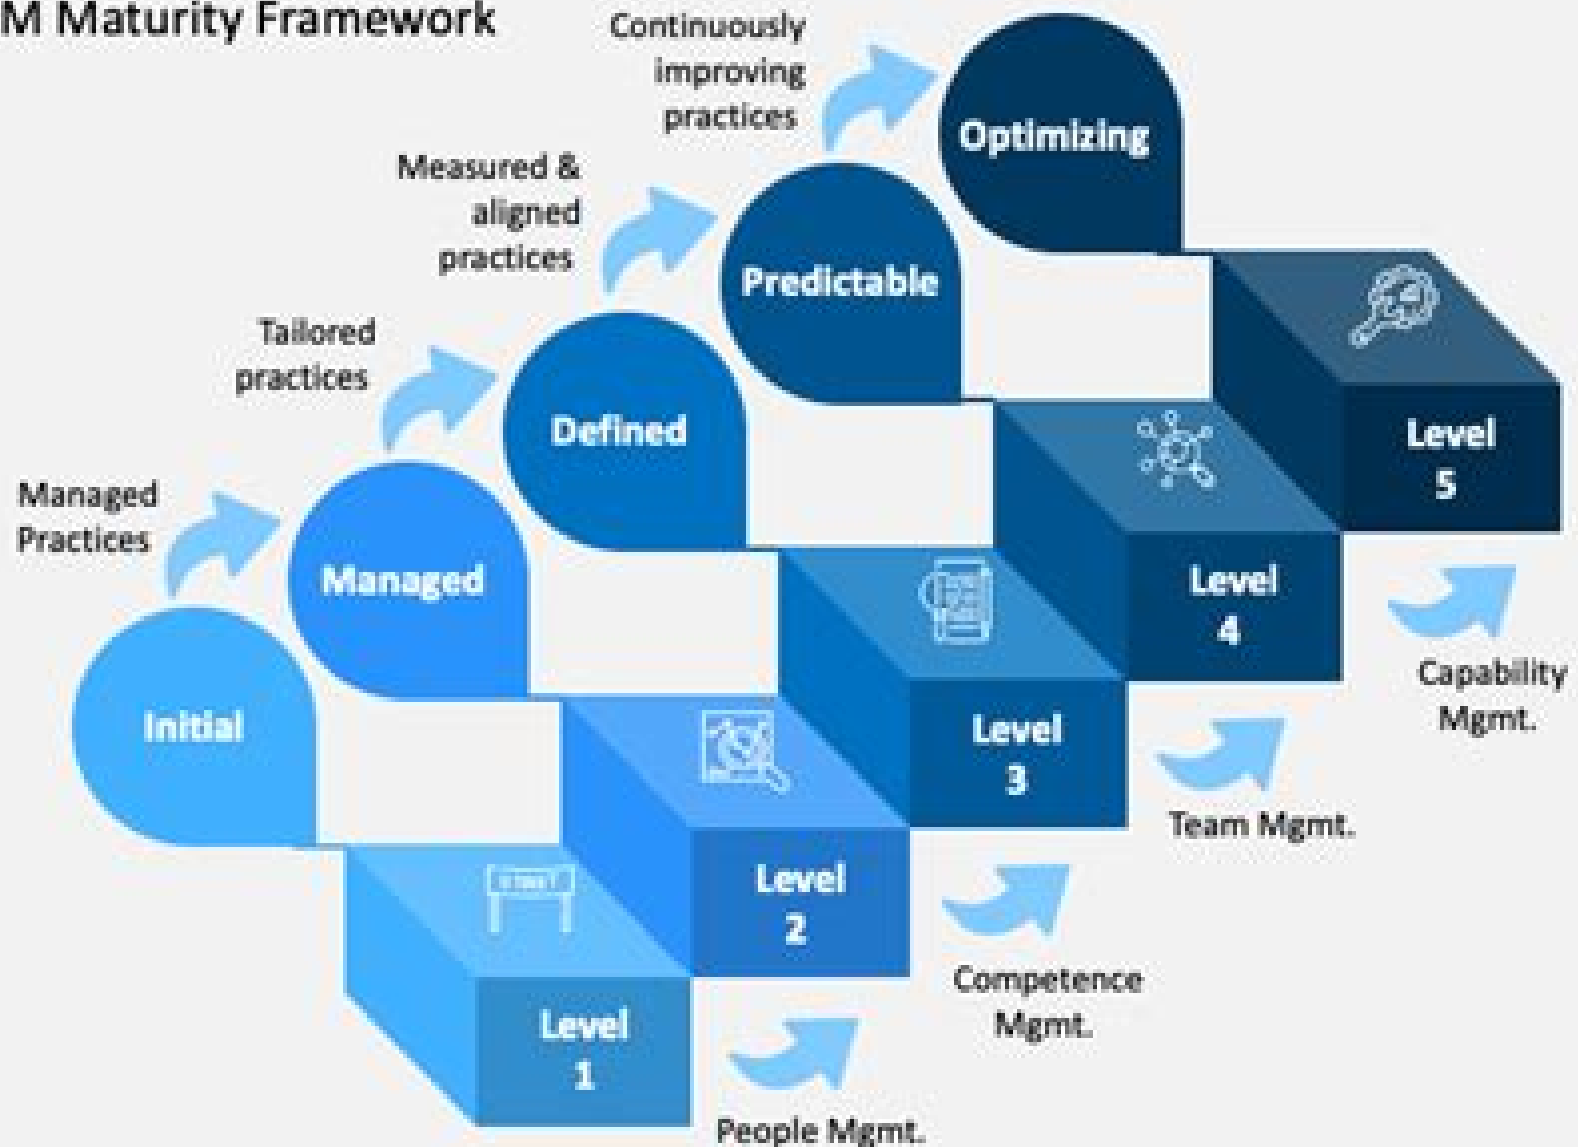 M Maturity Framework
Continuously
improving
practices
Optimizing
Measured &
aligned
practices
Predictable
Tailored
practices
Defined
Level
5
Managed
Practices
Managed
Level
4
Capability
Mgmt.
Initial
Level
3
Team Mgmt.
START
Level
2
Competence
Mgmt.
Level
1
People Mgmt.